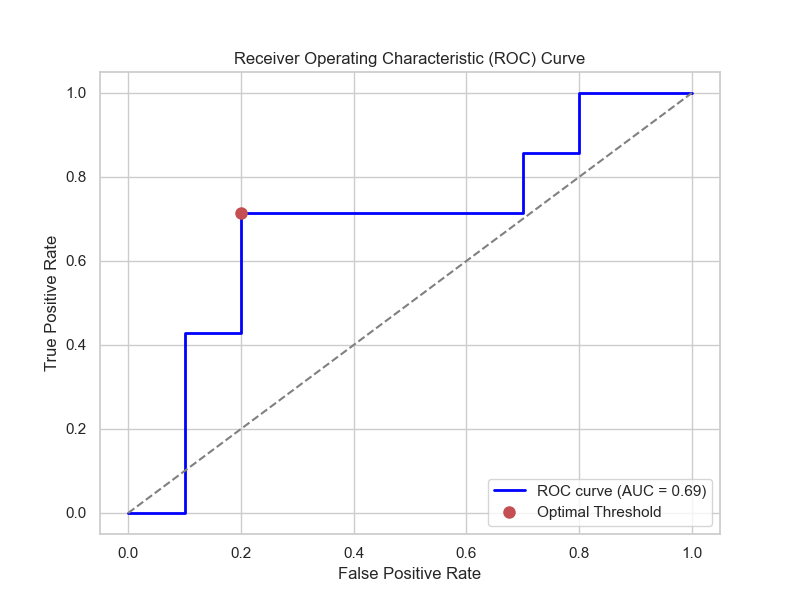 Receiver Operating Characteristic (ROC) Curve
True Positive Rate
1.0
0.8
0.6
0.4
0.2
0.0
0.0 0.2 0.4 0.6 0.8 1.0
False Positive Rate
ROC curve (AUC = 0.69)
Optimal Threshold